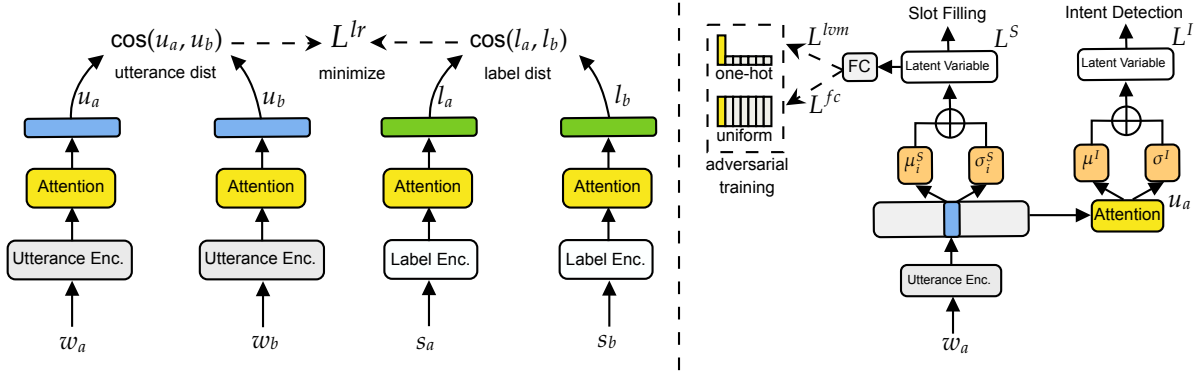 cos(u_a, u_b)
L^{lr}
cos(l_a, l_b)
utterance dist
minimize
label dist
u_a
u_b
l_a
l_b
Attention
Attention
Attention
Attention
Utterance Enc.
Utterance Enc.
Label Enc.
Label Enc.
w_a
w_b
s_a
s_b
Slot Filling
Intent Detection
L^{lvm}
L^S
L^I
one-hot
FC
Latent Variable
Latent Variable
L^{fc}
uniform
adversarial
training
μ_i^S
σ_i^S
μ^I
σ^I
u_a
Attention
Utterance Enc.
w_a